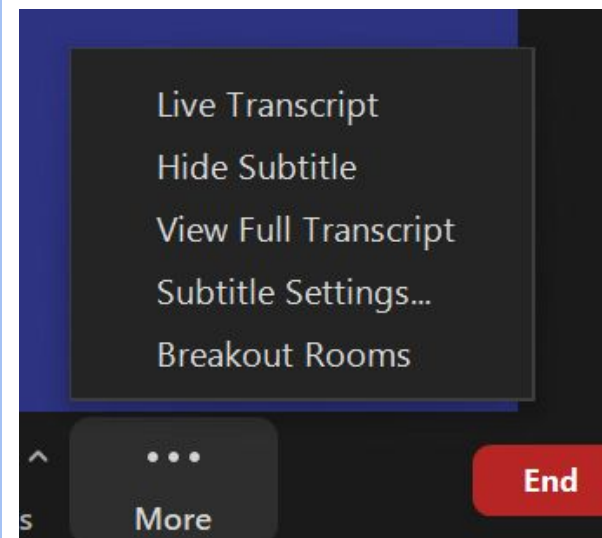 Live Transcript
Hide Subtitle
View Full Transcript
Subtitle Settings...
Breakout Rooms
s
More
End